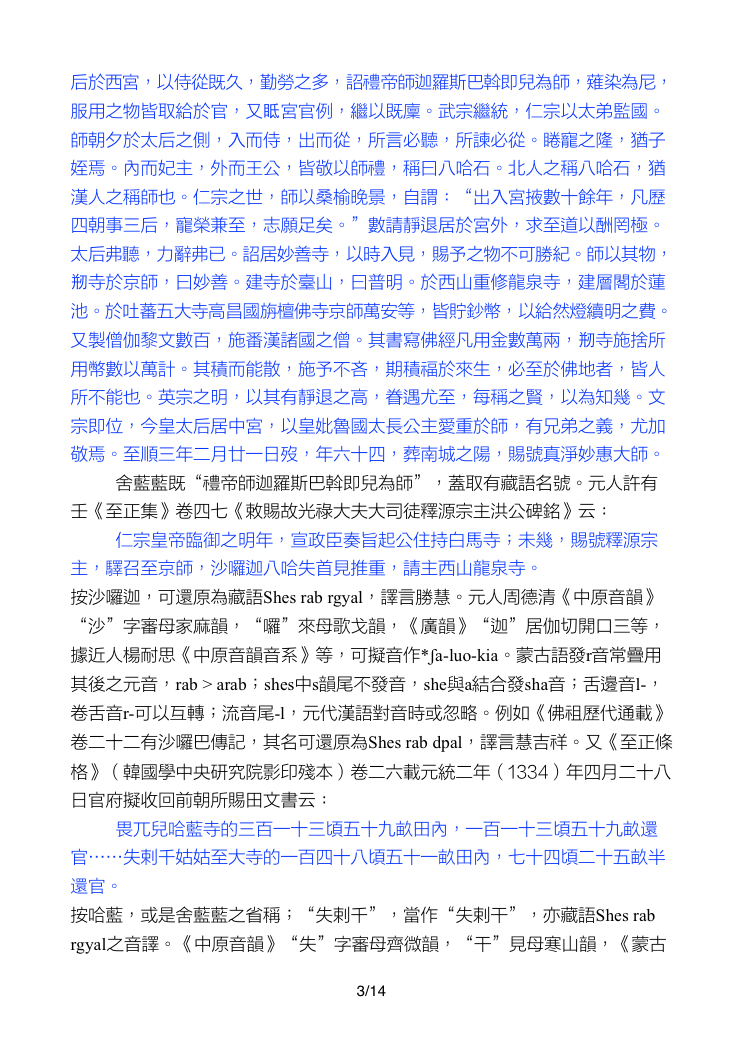 后於西宮，以侍從既久，勤勞之多，詔禮帝師迦羅斯巴斡即兒為師，薙染為尼，
服用之物皆取給於官，又眡宮官例，繼以既廩。武宗繼統，仁宗以太弟監國。
師朝夕於太后之側，入而侍，出而從，所言必聽，所諫必從。睠寵之隆，猶子
姪焉。內而妃主，外而王公，皆敬以師禮，稱曰八哈石。北人之稱八哈石，猶
漢人之稱師也。仁宗之世，師以桑榆晚景，自謂：“出入宮掖數十餘年，凡歷
四朝事三后，寵榮兼至，志願足矣。”數請靜退居於宮外，求至道以酬罔極。
太后弗聽，力辭弗已。詔居妙善寺，以時入見，賜予之物不可勝紀。師以其物，
剙寺於京師，曰妙善。建寺於臺山，曰普明。於西山重修龍泉寺，建層閣於蓮
池。於吐蕃五大寺高昌國旃檀佛寺京師萬安等，皆貯鈔幣，以給然燈續明之費。
又製僧伽黎文數百，施番漢諸國之僧。其書寫佛經凡用金數萬兩，剙寺施捨所
用幣數以萬計。其積而能散，施予不吝，期積福於來生，必至於佛地者，皆人
所不能也。英宗之明，以其有靜退之高，眷遇尤至，每稱之賢，以為知幾。文
宗即位，今皇太后居中宮，以皇妣魯國太長公主愛重於師，有兄弟之義，尤加
敬焉。至順三年二月廿一日歿，年六十四，葬南城之陽，賜號真淨妙惠大師。
舍藍藍既“禮帝師迦羅斯巴斡即兒為師”，蓋取有藏語名號。元人許有
壬《至正集》卷四七《敕賜故光祿大夫大司徒釋源宗主洪公碑銘》云：
仁宗皇帝臨御之明年，宣政臣奏旨起公住持白馬寺；未幾，賜號釋源宗
主，驛召至京師，沙囉迦八哈失首見推重，請主西山龍泉寺。
按沙囉迦，可還原為藏語Shes rab rgyal，譯言勝慧。元人周德清《中原音韻》
“沙”字審母家麻韻，“囉”來母歌戈韻，《廣韻》“迦”居伽切開口三等，
據近人楊耐思《中原音韻音系》等，可擬音作*ʃa-luo-kia。蒙古語發r音常疊用
其後之元音，rab > arab；shes中s韻尾不發音，she與a結合發sha音；舌邊音l-，
卷舌音r-可以互轉；流音尾-l，元代漢語對音時或忽略。例如《佛祖歷代通載》
卷二十二有沙囉巴傳記，其名可還原為Shes rab dpal，譯言慧吉祥。又《至正條
格》（韓國學中央研究院影印殘本）卷二六載元統二年（1334）年四月二十八
日官府擬收回前朝所賜田文書云：
畏兀兒哈藍寺的三百一十三頃五十九畝田內，一百一十三頃五十九畝還
官……失剌千姑姑至大寺的一百四十八頃五十一畝田內，七十四頃二十五畝半
還官。
按哈藍，或是舍藍藍之省稱；“失剌千”，當作“失剌干”，亦藏語Shes rab
rgyal之音譯。《中原音韻》“失”字審母齊微韻，“干”見母寒山韻，《蒙古
3/14